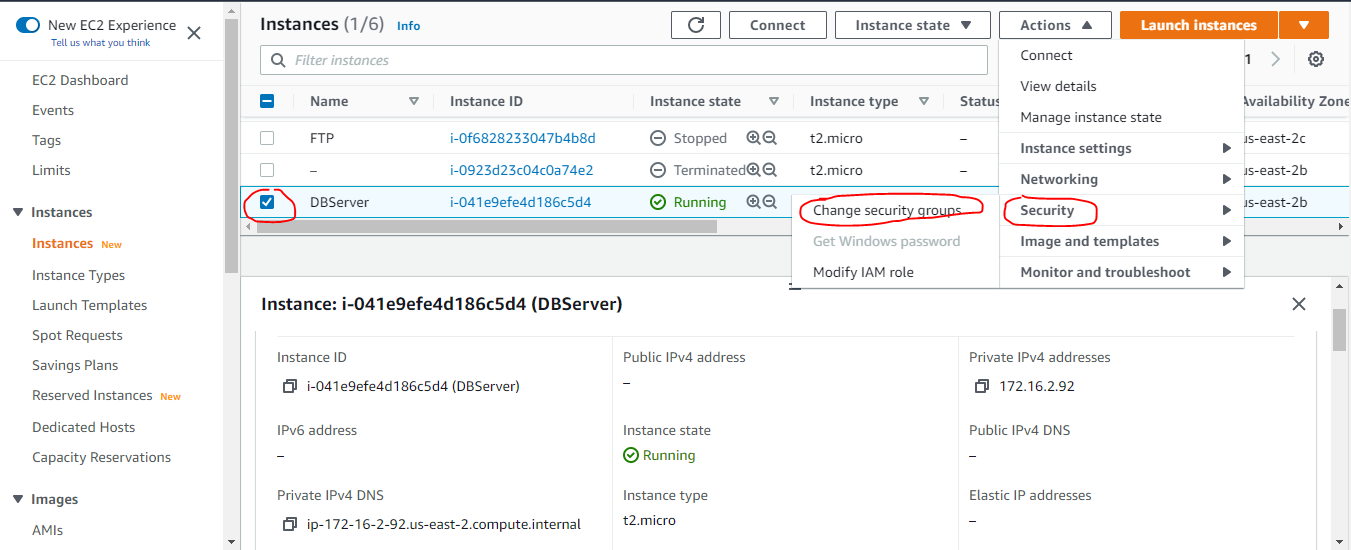 New EC2 Experience
Tell us what you think
EC2 Dashboard
Events
Tags
Limits
Instances
Instances New
Instance Types
Launch Templates
Spot Requests
Savings Plans
Reserved Instances New
Dedicated Hosts
Capacity Reservations
Images
AMIs
Instances (1/6) Info
Connect
Instance state
Actions
Launch instances
Filter instances
1
Name Instance ID Instance state Instance type Status Availability Zone
FTP i-0f6828233047b4b8d Stopped t2.micro – us-east-2c
– i-0923d23c04c0a74e2 Terminated t2.micro – us-east-2b
DBServer i-041e9efe4d186c5d4 Running us-east-2b
Connect
View details
Manage instance state
Instance settings
Networking
Security
Image and templates
Monitor and troubleshoot
Change security groups
Get Windows password
Modify IAM role
Instance: i-041e9efe4d186c5d4 (DBServer)
Instance ID
i-041e9efe4d186c5d4 (DBServer)
Public IPv4 address
–
Private IPv4 addresses
172.16.2.92
IPv6 address
–
Instance state
Running
Public IPv4 DNS
–
Private IPv4 DNS
ip-172-16-2-92.us-east-2.compute.internal
Instance type
t2.micro
Elastic IP addresses
–